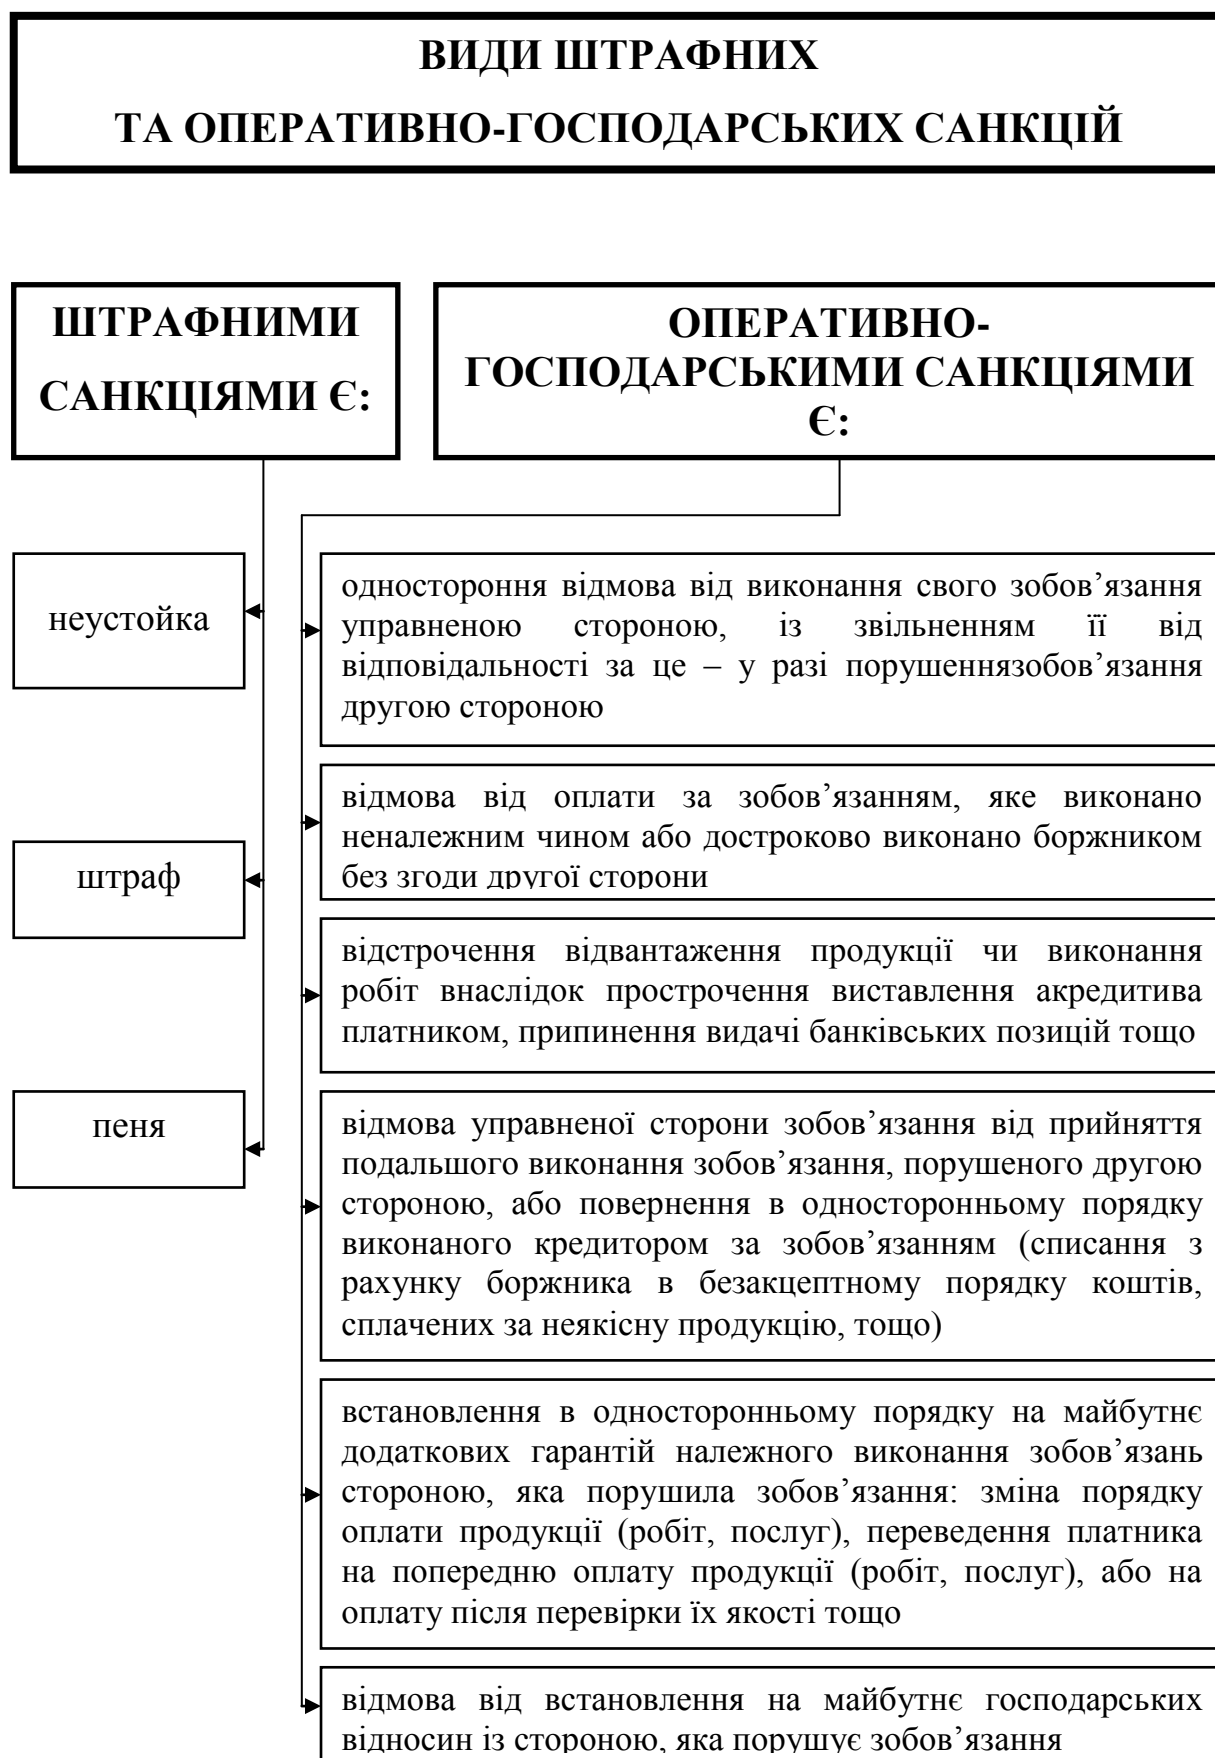 ВИДИ ШТРАФНИХ
ТА ОПЕРАТИВНО-ГОСПОДАРСЬКИХ САНКЦІЙ
ШТРАФНИМИ
САНКЦІЯМИ Є:
неустойка
штраф
пеня
ОПЕРАТИВНО-
ГОСПОДАРСЬКИМИ САНКЦІЯМИ
Є:
одностороння відмова від виконання свого зобов’язання
управненою стороною, із звільненням її від
відповідальності за це – у разі порушеннязобов’язання
другою стороною
відмова від оплати за зобов’язанням, яке виконано
неналежним чином або достроково виконано боржником
без згоди другої сторони
відстрочення відвантаження продукції чи виконання
робіт внаслідок прострочення виставлення акредитива
платником, припинення видачі банківських позицій тощо
відмова управненої сторони зобов’язання від прийняття
подальшого виконання зобов’язання, порушеного другою
стороною, або повернення в односторонньому порядку
виконаного кредитором за зобов’язанням (списання з
рахунку боржника в безакцептному порядку коштів,
сплачених за неякісну продукцію, тощо)
встановлення в односторонньому порядку на майбутнє
додаткових гарантій належного виконання зобов’язань
стороною, яка порушила зобов’язання: зміна порядку
оплати продукції (робіт, послуг), переведення платника
на попередню оплату продукції (робіт, послуг), або на
оплату після перевірки їх якості тощо
відмова від встановлення на майбутнє господарських
відносин із стороною, яка порушує зобов’язання